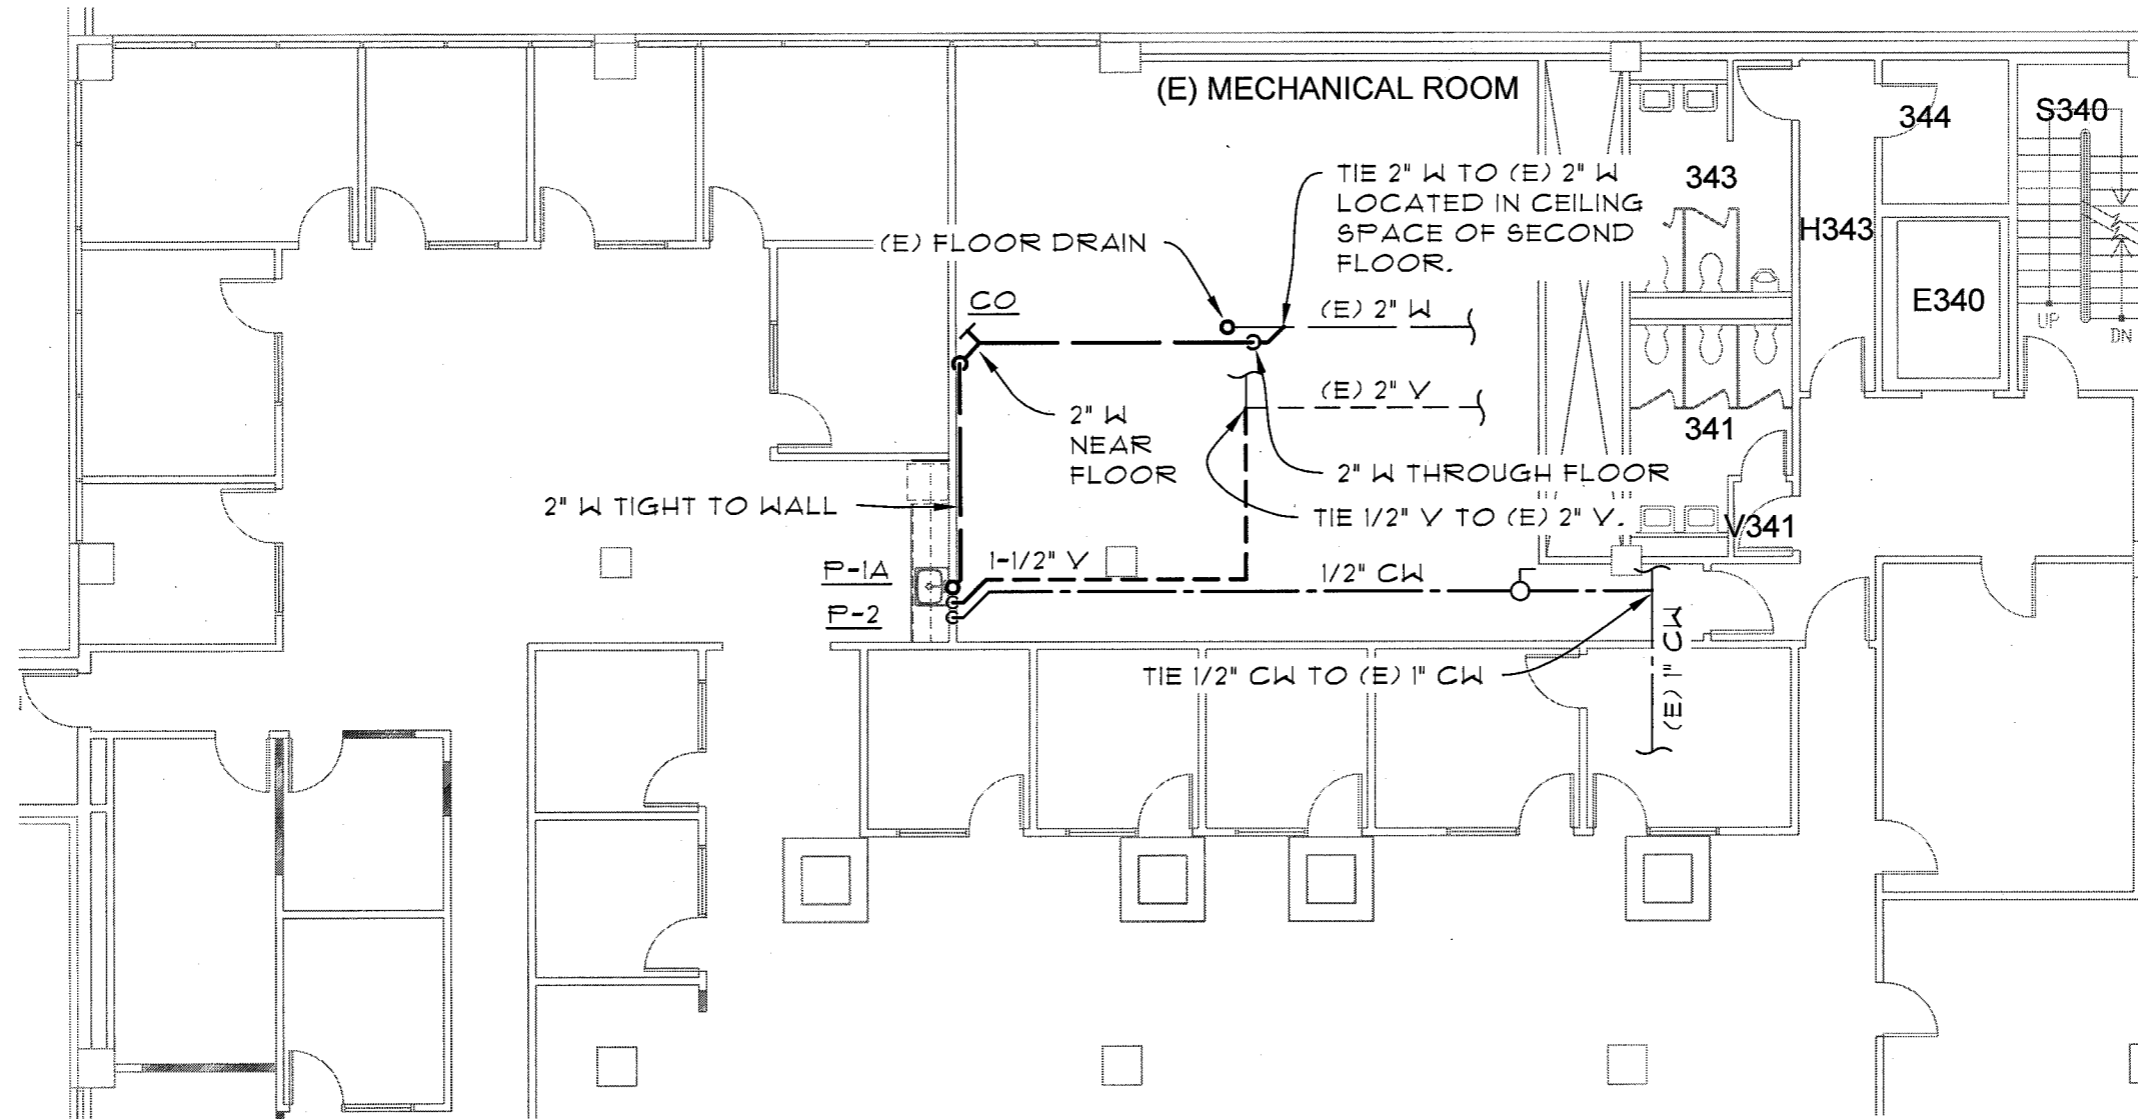 (E) MECHANICAL ROOM
344
S340
TIE 2" W TO (E) 2" W
LOCATED IN CEILING
SPACE OF SECOND
FLOOR.
343
H343
(E) FLOOR DRAIN
CO
(E) 2" W
E340
UP
DN
(E) 2" V
2" W
NEAR
FLOOR
341
2" W THROUGH FLOOR
2" W TIGHT TO WALL
TIE 1/2" V TO (E) 2" V.
V341
P-1A
1-1/2" V
1/2" CW
P-2
(E) 1" CW
TIE 1/2" CW TO (E) 1" CW